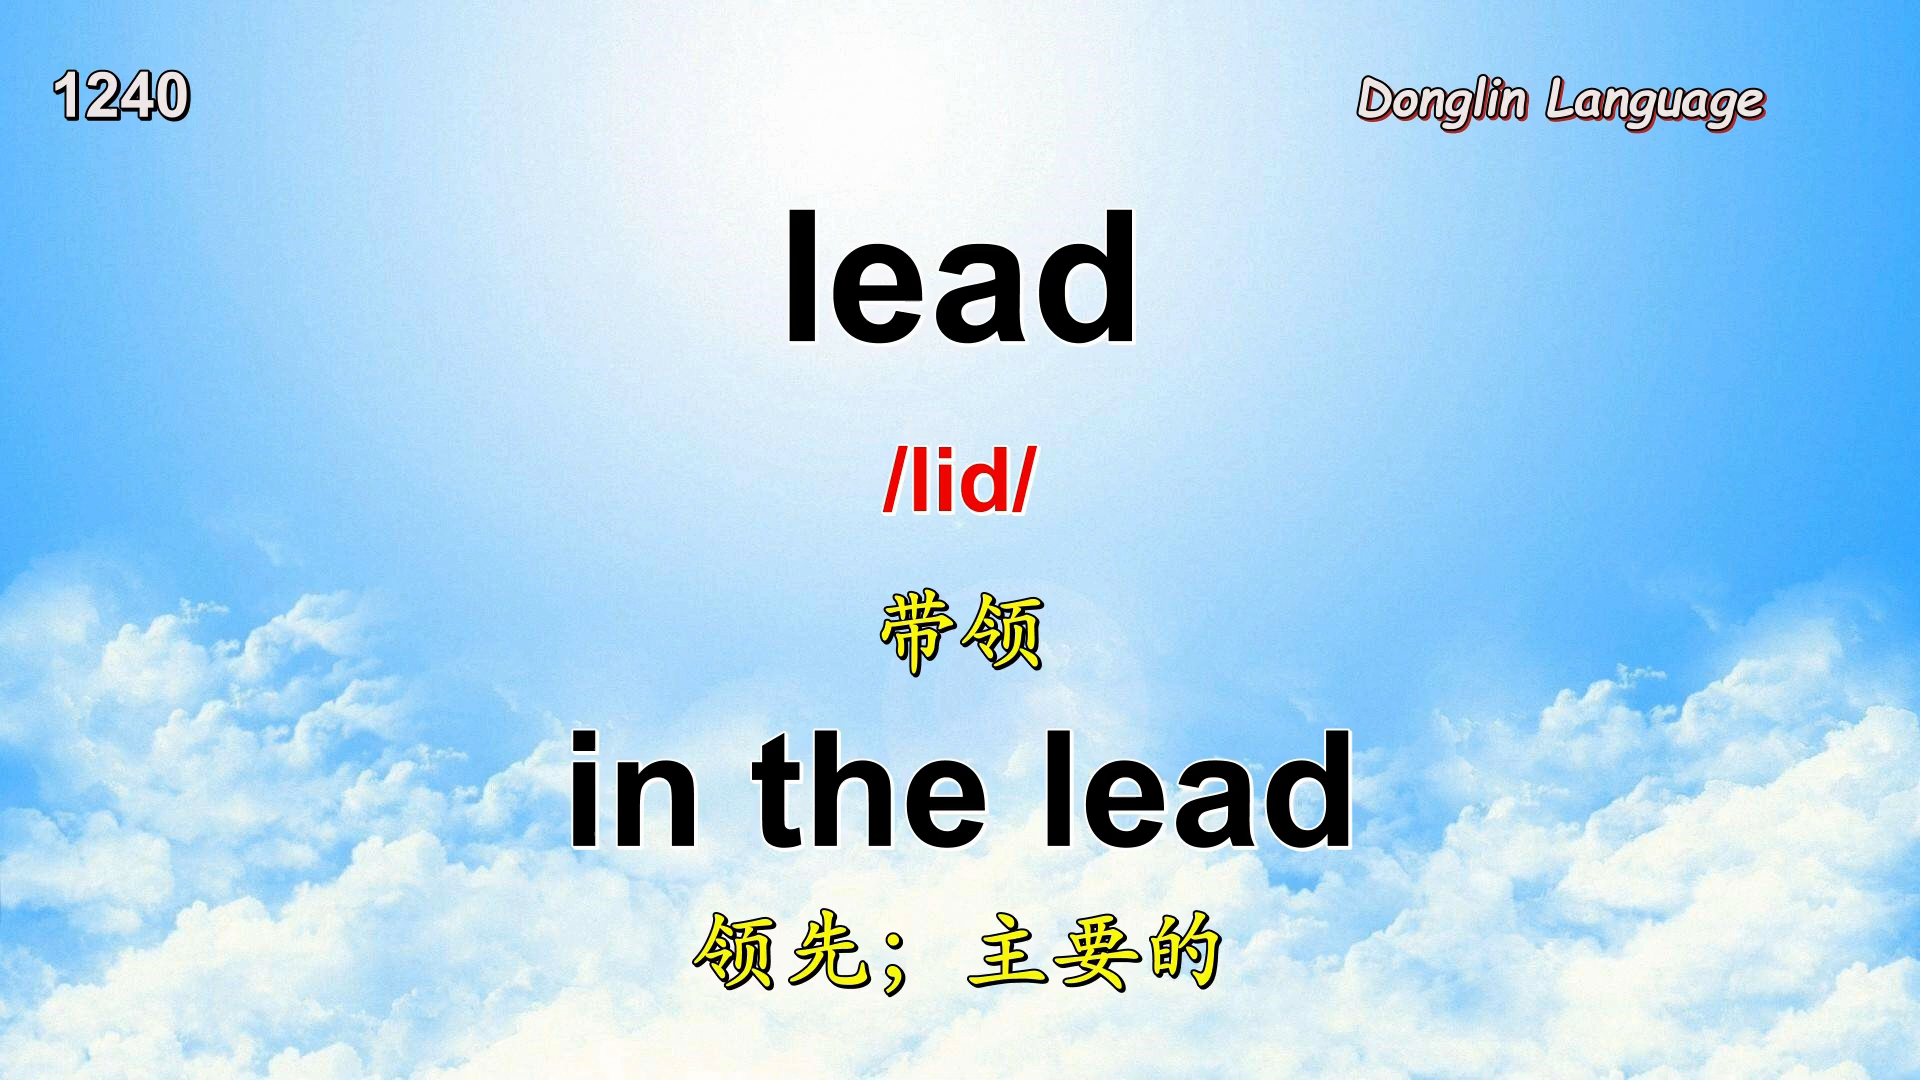 1240
Donglin Language
lead
/lid/
带领
in the lead
领先；主要的